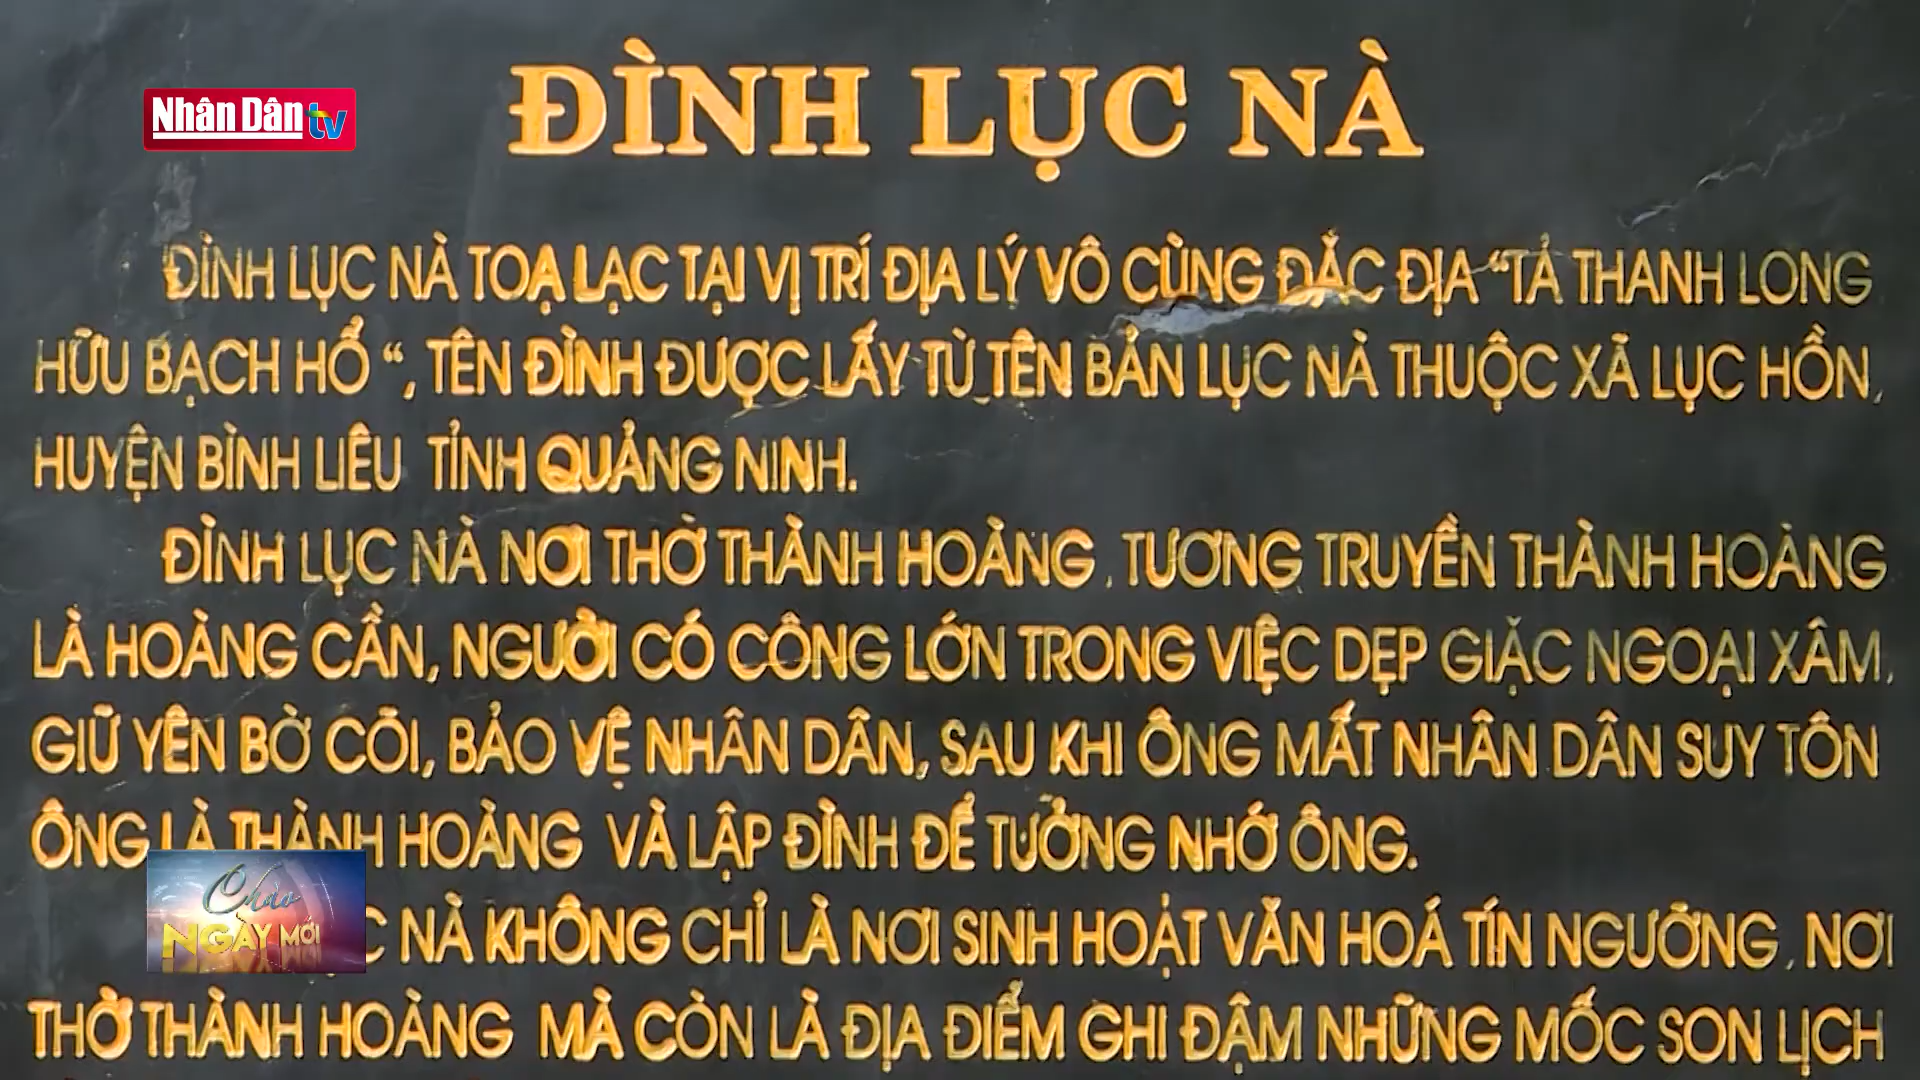 ĐÌNH LỤC NÀ
Nhân Dân tv
ĐÌNH LỤC NÀ TOẠ LẠC TẠI VỊ TRÍ ĐỊA LÝ VÔ CÙNG ĐẮC ĐỊA “TẢ THANH LONG
HỮU BẠCH HỔ “, TÊN ĐÌNH ĐƯỢC LẤY TỪ TÊN BẢN LỤC NÀ THUỘC XÃ LỤC HỒN,
HUYỆN BÌNH LIÊU TỈNH QUẢNG NINH.
ĐÌNH LỤC NÀ NƠI THỜ THÀNH HOÀNG, TƯƠNG TRUYỀN THÀNH HOÀNG
LÀ HOÀNG CẦN, NGƯỜI CÓ CÔNG LỚN TRONG VIỆC DẸP GIẶC NGOẠI XÂM,
GIỮ YÊN BỜ CÕI, BẢO VỆ NHÂN DÂN, SAU KHI ÔNG MẤT NHÂN DÂN SUY TÔN
ÔNG LÀ THÀNH HOÀNG VÀ LẬP ĐÌNH ĐỂ TƯỞNG NHỚ ÔNG.
NÀ KHÔNG CHỈ LÀ NƠI SINH HOẠT VĂN HOÁ TÍN NGƯỠNG, NƠI
THỜ THÀNH HOÀNG MÀ CÒN LÀ ĐỊA ĐIỂM GHI ĐẬM NHỮNG MỐC SON LỊCH
Chào
NGÀY MỚI